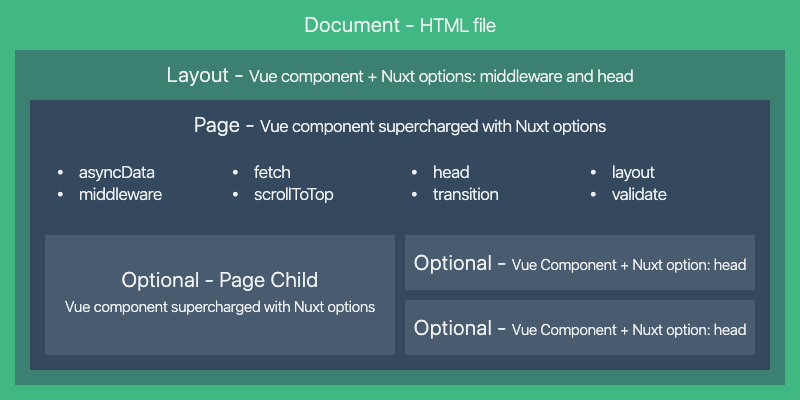 Document - HTML file
Layout - Vue component + Nuxt options: middleware and head
Page - Vue component supercharged with Nuxt options
• asyncData • fetch • head • layout
• middleware • scrollToTop • transition • validate
Optional - Page Child
Vue component supercharged with Nuxt options
Optional - Vue Component + Nuxt option: head
Optional - Vue Component + Nuxt option: head